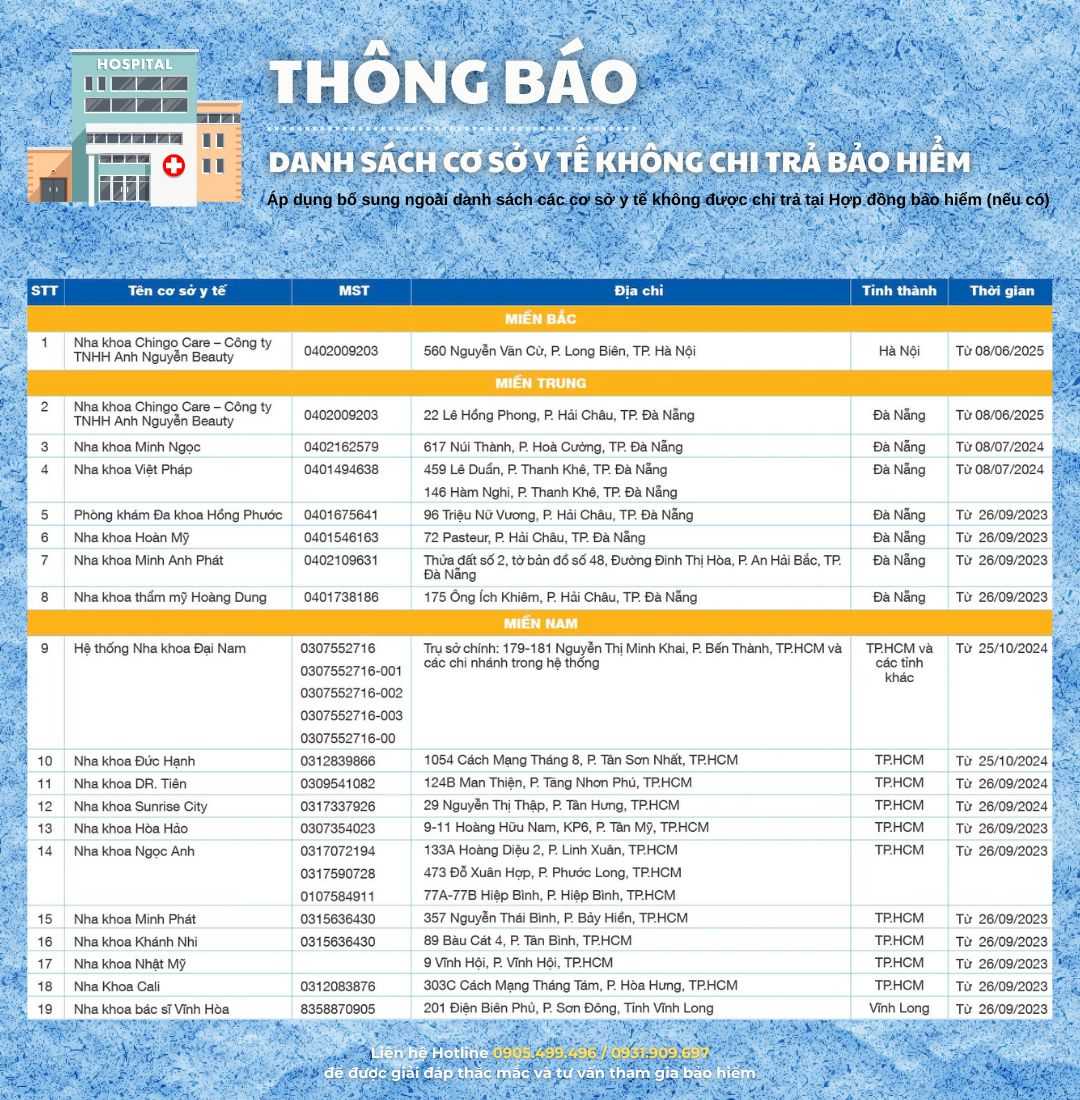 HOSPITAL
THÔNG BÁO
DANH SÁCH CƠ SỞ Y TẾ KHÔNG CHI TRẢ BẢO HIỂM
Áp dụng bổ sung ngoài danh sách các cơ sở y tế không được chi trả tại Hợp đồng bảo hiểm (nếu có)
STT Tên cơ sở y tế MST Địa chỉ Tỉnh thành Thời gian
MIỀN BẮC
1 Nha khoa Chingo Care – Công ty
TNHH Anh Nguyễn Beauty 0402009203 560 Nguyễn Văn Cừ, P. Long Biên, TP. Hà Nội Hà Nội Từ 08/06/2025
MIỀN TRUNG
2 Nha khoa Chingo Care – Công ty
TNHH Anh Nguyễn Beauty 0402009203 22 Lê Hồng Phong, P. Hải Châu, TP. Đà Nẵng Đà Nẵng Từ 08/06/2025
3 Nha khoa Minh Ngọc 0402162579 617 Núi Thành, P. Hoà Cường, TP. Đà Nẵng Đà Nẵng Từ 08/07/2024
4 Nha khoa Việt Pháp 0401494638 459 Lê Duẩn, P. Thanh Khê, TP. Đà Nẵng Đà Nẵng Từ 08/07/2024
146 Hàm Nghi, P. Thanh Khê, TP. Đà Nẵng
5 Phòng khám Đa khoa Hồng Phước 0401675641 96 Triệu Nữ Vương, P. Hải Châu, TP. Đà Nẵng Đà Nẵng Từ 26/09/2023
6 Nha khoa Hoàn Mỹ 0401546163 72 Pasteur, P. Hải Châu, TP. Đà Nẵng Đà Nẵng Từ 26/09/2023
7 Nha khoa Minh Anh Phát 0402109631 Thửa đất số 2, tờ bản đồ số 48, Đường Đinh Thị Hòa, P. An Hải Bắc, TP. Đà Nẵng Từ 26/09/2023
Đà Nẵng
8 Nha khoa thẩm mỹ Hoàng Dung 0401738186 175 Ông Ích Khiêm, P. Hải Châu, TP. Đà Nẵng Đà Nẵng Từ 26/09/2023
MIỀN NAM
9 Hệ thống Nha khoa Đại Nam 0307552716 Trụ sở chính: 179-181 Nguyễn Thị Minh Khai, P. Bến Thành, TP.HCM và TP.HCM và Từ 25/10/2024
0307552716-001 các chi nhánh trong hệ thống các tỉnh
khác
0307552716-002
0307552716-003
0307552716-00
10 Nha khoa Đức Hạnh 0312839866 1054 Cách Mạng Tháng 8, P. Tân Sơn Nhất, TP.HCM TP.HCM Từ 25/10/2024
11 Nha khoa DR. Tiên 0309541082 124B Man Thiện, P. Tăng Nhơn Phú, TP.HCM TP.HCM Từ 26/09/2024
12 Nha khoa Sunrise City 0317337926 29 Nguyễn Thị Thập, P. Tân Hưng, TP.HCM TP.HCM Từ 26/09/2024
13 Nha khoa Hòa Hảo 0307354023 9-11 Hoàng Hữu Nam, KP6, P. Tân Mỹ, TP.HCM TP.HCM Từ 26/09/2023
14 Nha khoa Ngọc Anh 0317072194 133A Hoàng Diệu 2, P. Linh Xuân, TP.HCM TP.HCM Từ 26/09/2023
0317590728 473 Đỗ Xuân Hợp, P. Phước Long, TP.HCM
0107584911 77A-77B Hiệp Bình, P. Hiệp Bình, TP.HCM
15 Nha khoa Minh Phát 0315636430 357 Nguyễn Thái Bình, P. Bảy Hiền, TP.HCM TP.HCM Từ 26/09/2023
16 Nha khoa Khánh Nhi 0315636430 89 Bàu Cát 4, P. Tân Bình, TP.HCM TP.HCM Từ 26/09/2023
17 Nha khoa Nhật Mỹ 9 Vĩnh Hội, P. Vĩnh Hội, TP.HCM TP.HCM Từ 26/09/2023
18 Nha Khoa Cali 0312083876 303C Cách Mạng Tháng Tám, P. Hòa Hưng, TP.HCM TP.HCM Từ 26/09/2023
19 Nha khoa bác sĩ Vĩnh Hòa 8358870905 201 Điện Biên Phủ, P. Sơn Đông, Tỉnh Vĩnh Long Vĩnh Long Từ 26/09/2023
Liên hệ Hotline 0905.499.496 / 0931.909.697
để được giải đáp thắc mắc và tư vấn tham gia bảo hiểm